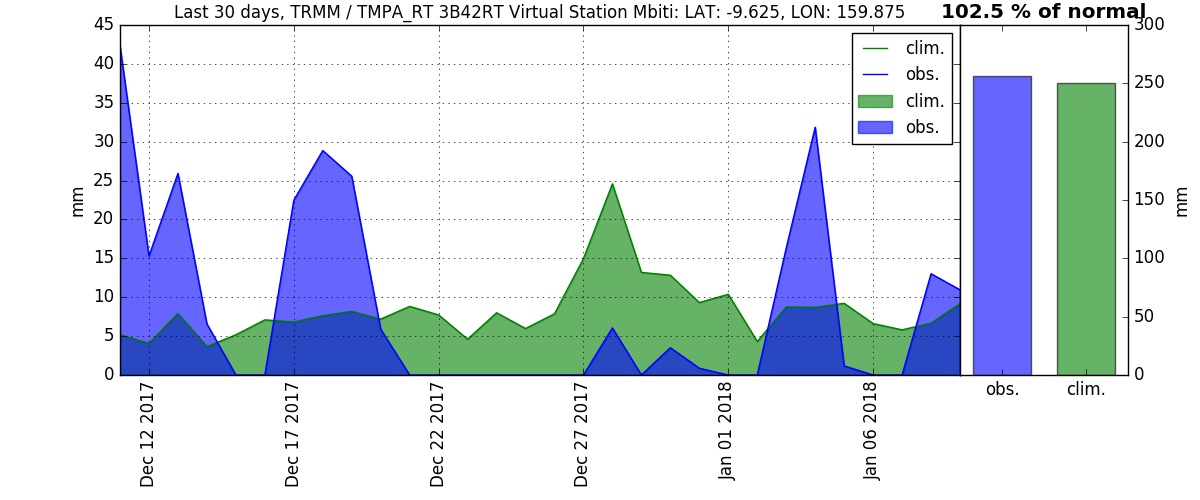 Last 30 days, TRMM / TMPA_RT 3B42RT Virtual Station Mbiti: LAT: -9.625, LON: 159.875
102.5 % of normal
45
40
35
30
25
20
15
10
5
0
mm
clim.
obs.
clim.
obs.
Dec 12 2017
Dec 17 2017
Dec 22 2017
Dec 27 2017
Jan 01 2018
Jan 06 2018
300
250
200
150
100
50
0
mm
obs.
clim.